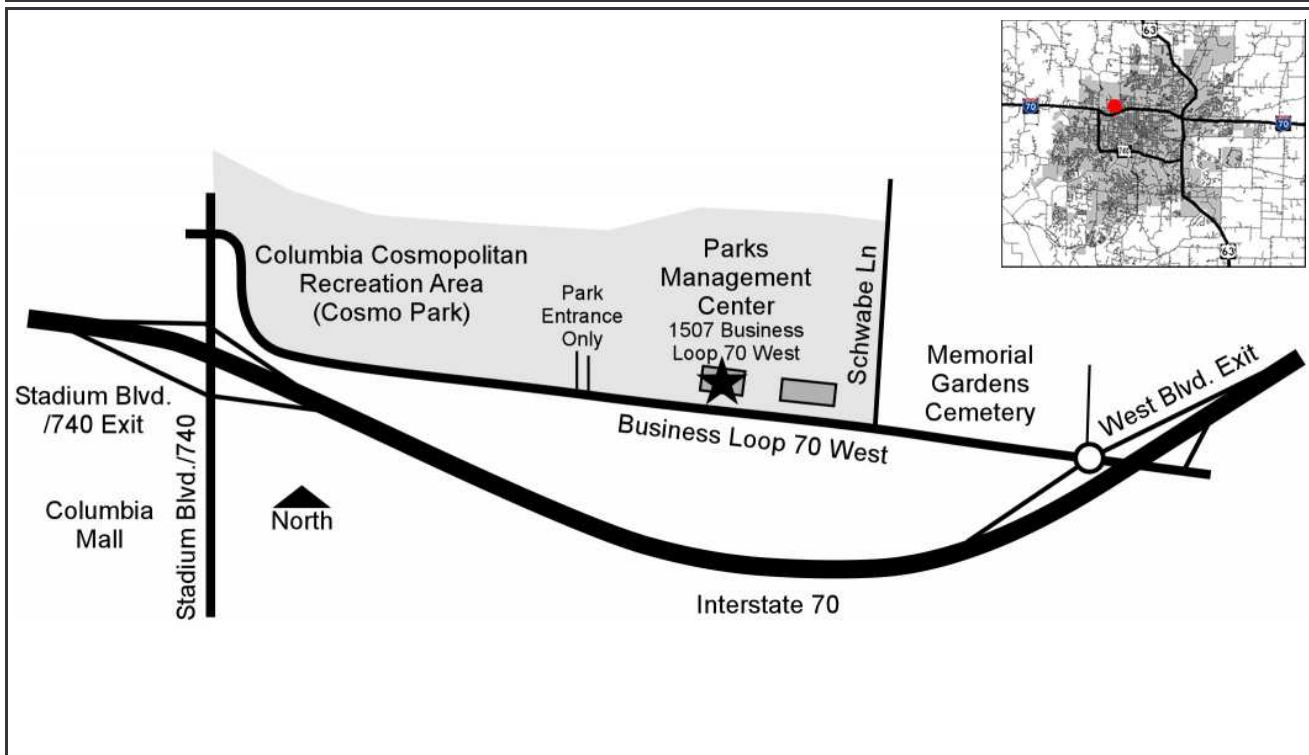 63
70
70
740
63
Columbia Cosmopolitan
Recreation Area
(Cosmo Park)
Park
Entrance
Only
Parks
Management
Center
1507 Business
Loop 70 West
Schwabe Ln
Memorial
Gardens
Cemetery
West Blvd. Exit
Business Loop 70 West
Stadium Blvd.
/740 Exit
Stadium Blvd./740
Columbia
Mall
North
Interstate 70